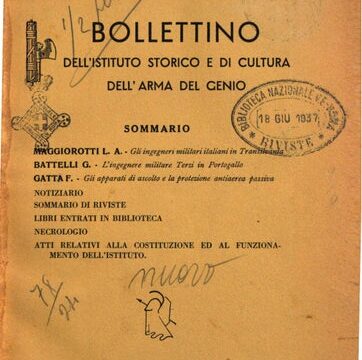 1/2
BOLLETTINO
DELL'ISTITUTO STORICO E DI CULTURA
DELL'ARMA DEL GENIO
BIBLIOTECA NAZIONALE
18 GIU 1937
RIVISTE
SOMMARIO
MAGGIOROTTI L. A. - Gli ingegneri militari italiani in Transilvania
BATTELLI G. - L'ingegnere militare Terzi in Portogallo
GATTA F. - Gli apparati di ascolto e la protezione antiaerea passiva
NOTIZIARIO
SOMMARIO DI RIVISTE
LIBRI ENTRATI IN BIBLIOTECA
NECROLOGIO
ATTI RELATIVI ALLA COSTITUZIONE ED AL FUNZIONA-
MENTO DELL'ISTITUTO.
nuovo